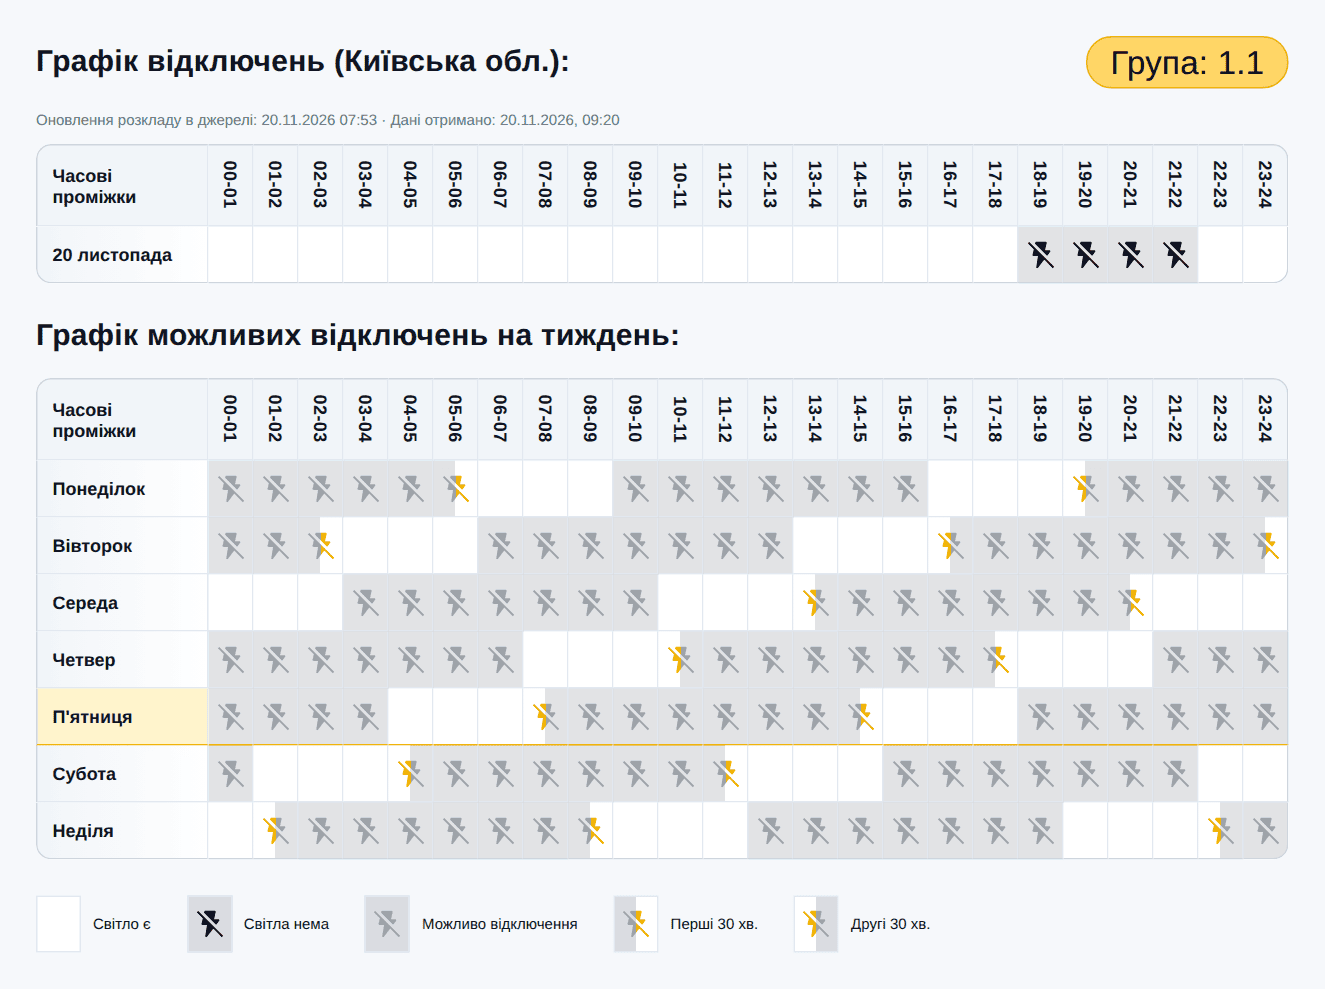 Графік відключень (Київська обл.):
Група: 1.1
Оновлення розкладу в джерелі: 20.11.2026 07:53 · Дані отримано: 20.11.2026, 09:20
Часові проміжки 00-01 01-02 02-03 03-04 04-05 05-06 06-07 07-08 08-09 09-10 10-11 11-12 12-13 13-14 14-15 15-16 16-17 17-18 18-19 19-20 20-21 21-22 22-23 23-24
20 листопада
Графік можливих відключень на тиждень:
Часові проміжки 00-01 01-02 02-03 03-04 04-05 05-06 06-07 07-08 08-09 09-10 10-11 11-12 12-13 13-14 14-15 15-16 16-17 17-18 18-19 19-20 20-21 21-22 22-23 23-24
Понеділок
Вівторок
Середа
Четвер
П'ятниця
Субота
Неділя
Світло є Світла нема Можливо відключення Перші 30 хв. Другі 30 хв.